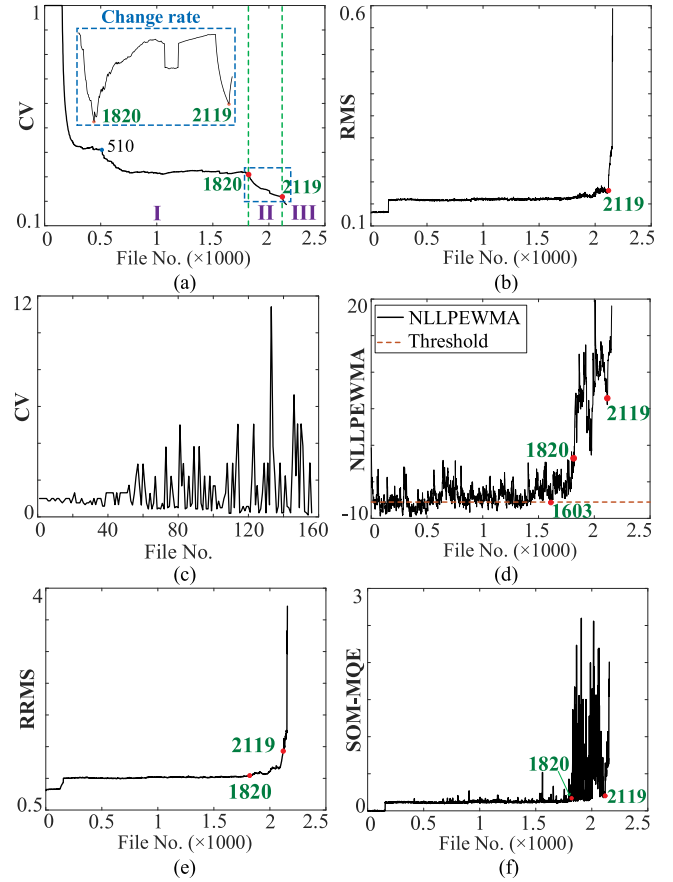 1
Change rate
1820
2119
CV
510
1820
2119
I
II
III
0.1
0.5
1
1.5
2
2.5
File No. (×1000)
(a)
0.6
RMS
2119
0.1
0
0.5
1
1.5
2
2.5
File No. (×1000)
(b)
12
CV
0
0
40
80
120
160
File No.
(c)
20
NLLPEWMA
Threshold
NLLPEWMA
1820
2119
1603
-10
0
0.5
1
1.5
2
2.5
File No. (×1000)
(d)
4
RRMS
2119
1820
0.5
0
0.5
1
1.5
2
2.5
File No. (×1000)
(e)
3
SOM-MQE
1820
2119
0
0
0.5
1
1.5
2
2.5
File No. (×1000)
(f)